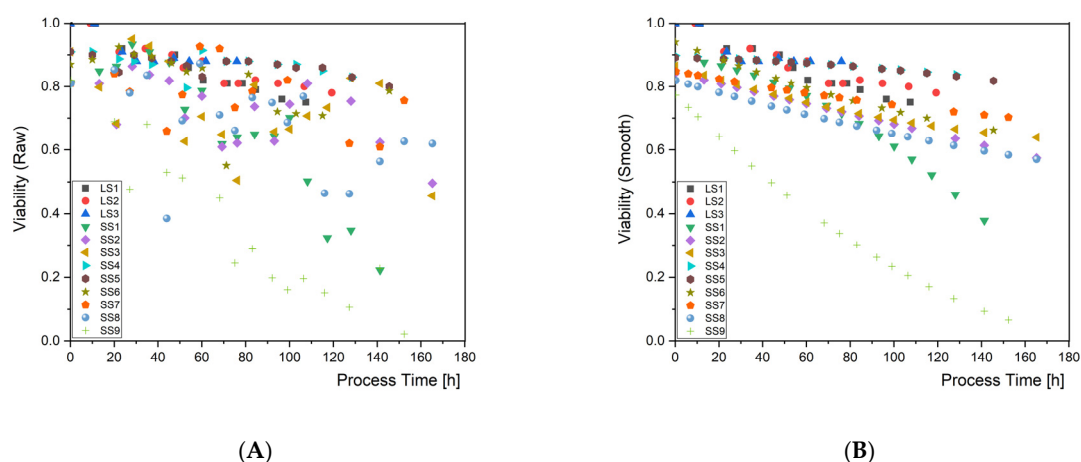 Viability (Raw)
1.0
0.8
0.6
0.4
0.2
0.0
LS1
LS2
LS3
SS1
SS2
SS3
SS4
SS5
SS6
SS7
SS8
SS9
0 20 40 60 80 100 120 140 160 180
Process Time [h]
(A)
Viability (Smooth)
1.0
0.8
0.6
0.4
0.2
0.0
LS1
LS2
LS3
SS1
SS2
SS3
SS4
SS5
SS6
SS7
SS8
SS9
0 20 40 60 80 100 120 140 160 180
Process Time [h]
(B)